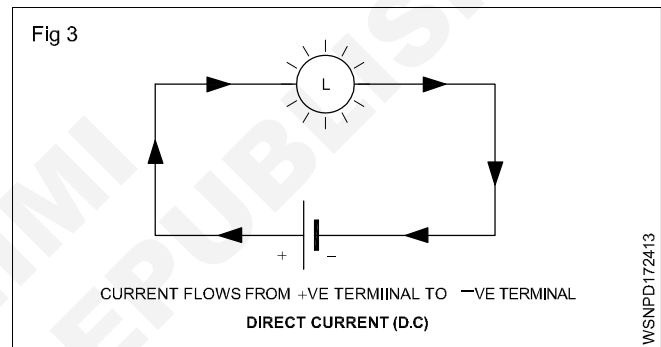 Fig 3
L
+ –
CURRENT FLOWS FROM +VE TERMIINAL TO –VE TERMINAL
DIRECT CURRENT (D.C)
WSNPD172413